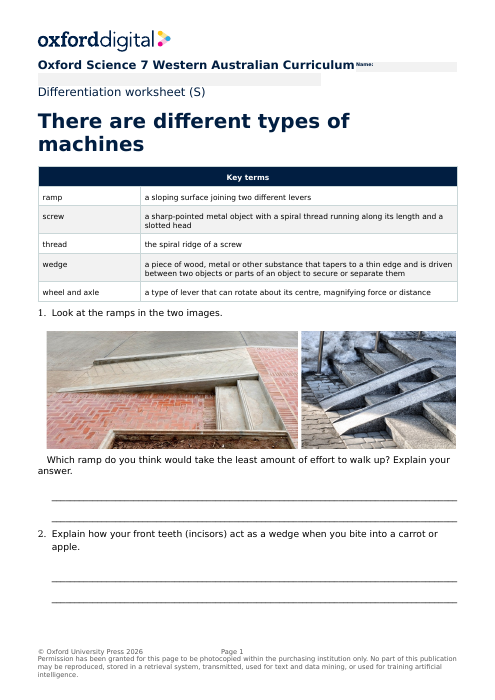 oxforddigital
Oxford Science 7 Western Australian Curriculum Name:
Differentiation worksheet (S)
There are different types of
machines
Key terms
ramp a sloping surface joining two different levers
screw a sharp-pointed metal object with a spiral thread running along its length and a
slotted head
thread the spiral ridge of a screw
wedge a piece of wood, metal or other substance that tapers to a thin edge and is driven
between two objects or parts of an object to secure or separate them
wheel and axle a type of lever that can rotate about its centre, magnifying force or distance
1. Look at the ramps in the two images.
Which ramp do you think would take the least amount of effort to walk up? Explain your
answer.
2. Explain how your front teeth (incisors) act as a wedge when you bite into a carrot or
apple.
© Oxford University Press 2026 Page 1
Permission has been granted for this page to be photocopied within the purchasing institution only. No part of this publication
may be reproduced, stored in a retrieval system, transmitted, used for text and data mining, or used for training artificial
intelligence.